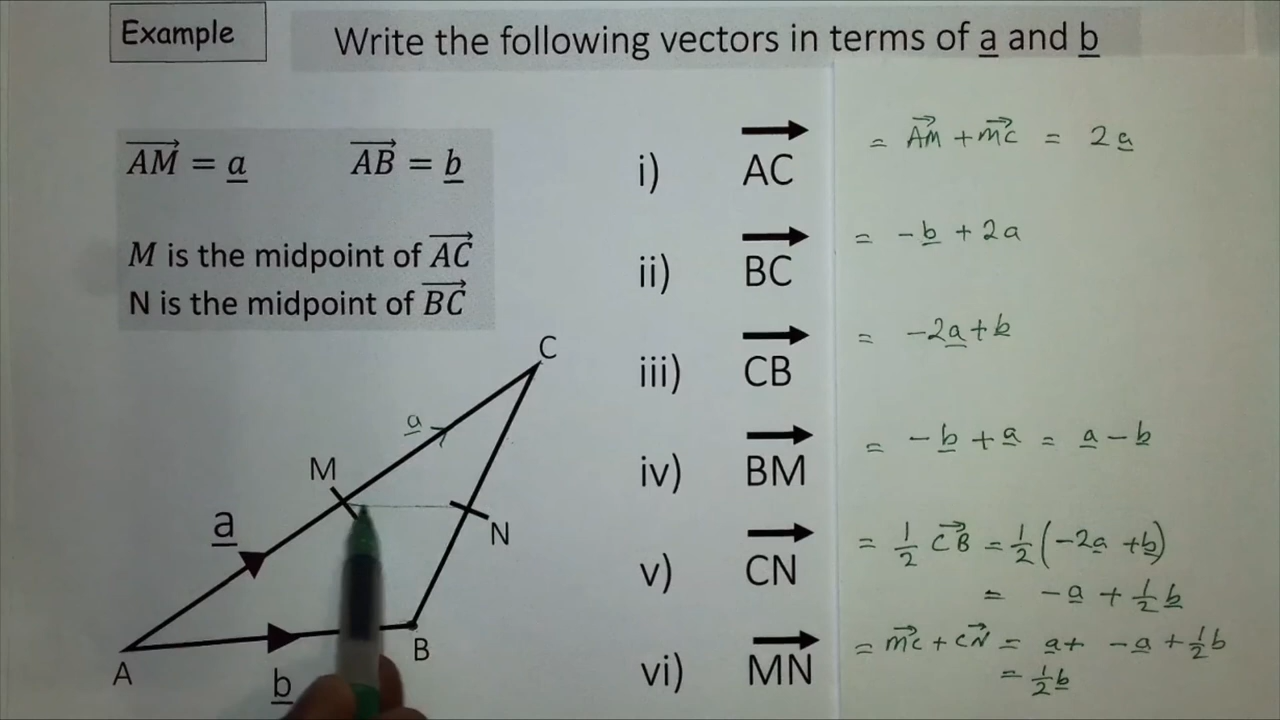 Example
Write the following vectors in terms of a and b
AM = a AB = b
M is the midpoint of AC
N is the midpoint of BC
i) AC = AM + MC = 2a
ii) BC = -b + 2a
iii) CB = -2a + b
iv) BM = -b + a = a - b
v) CN = 1/2 CB = 1/2 (-2a + b)
= -a + 1/2 b
vi) MN = MC + CN = a + -a + 1/2 b
= 1/2 b
C
a
M
a
N
A
B
b